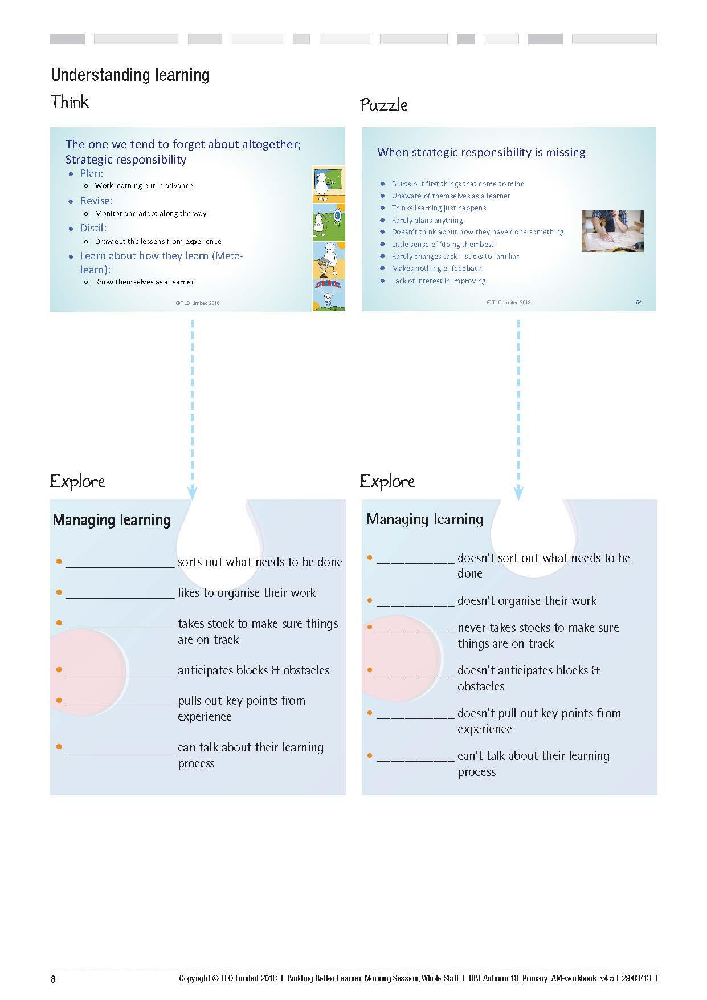 Understanding learning
Think
The one we tend to forget about altogether;
Strategic responsibility
● Plan:
○ Work learning out in advance
● Revise:
○ Monitor and adapt along the way
● Distil:
○ Draw out the lessons from experience
● Learn about how they learn (Meta-
learn):
○ Know themselves as a learner
©TLO Limited 2018
53
Puzzle
When strategic responsibility is missing
● Blurts out first things that come to mind
● Unaware of themselves as a learner
● Thinks learning just happens
● Rarely plans anything
● Doesn't think about how they have done something
● Little sense of 'doing their best'
● Rarely changes tack – sticks to familiar
● Makes nothing of feedback
● Lack of interest in improving
©TLO Limited 2018
54
Explore
Managing learning
• ________________ sorts out what needs to be done
• ________________ likes to organise their work
• ________________ takes stock to make sure things
are on track
• ________________ anticipates blocks & obstacles
• ________________ pulls out key points from
experience
• ________________ can talk about their learning
process
Explore
Managing learning
• ___________ doesn't sort out what needs to be
done
• ___________ doesn't organise their work
• ___________ never takes stocks to make sure
things are on track
• ___________ doesn't anticipates blocks &
obstacles
• ___________ doesn't pull out key points from
experience
• ___________ can't talk about their learning
process
8
Copyright © TLO Limited 2018 I Building Better Learner, Morning Session, Whole Staff I BBL Autunm 18_Primary_AM-workbook_v4.5 I 29/08/18 I